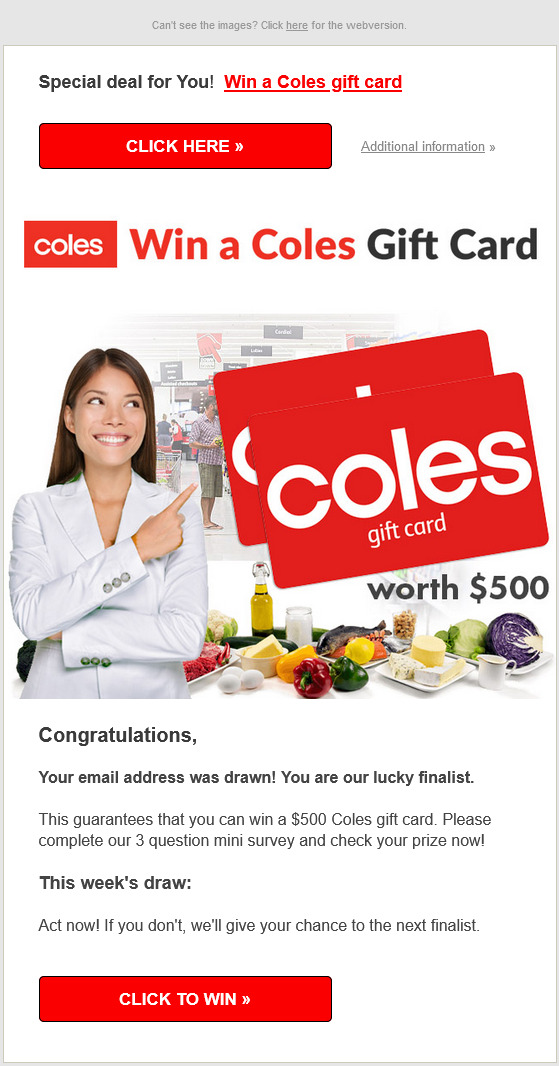 Can't see the images? Click here for the webversion.
Special deal for You! Win a Coles gift card
CLICK HERE »
Additional information »
coles Win a Coles Gift Card
coles
gift card
worth $500
Congratulations,
Your email address was drawn! You are our lucky finalist.
This guarantees that you can win a $500 Coles gift card. Please
complete our 3 question mini survey and check your prize now!
This week's draw:
Act now! If you don't, we'll give your chance to the next finalist.
CLICK TO WIN »